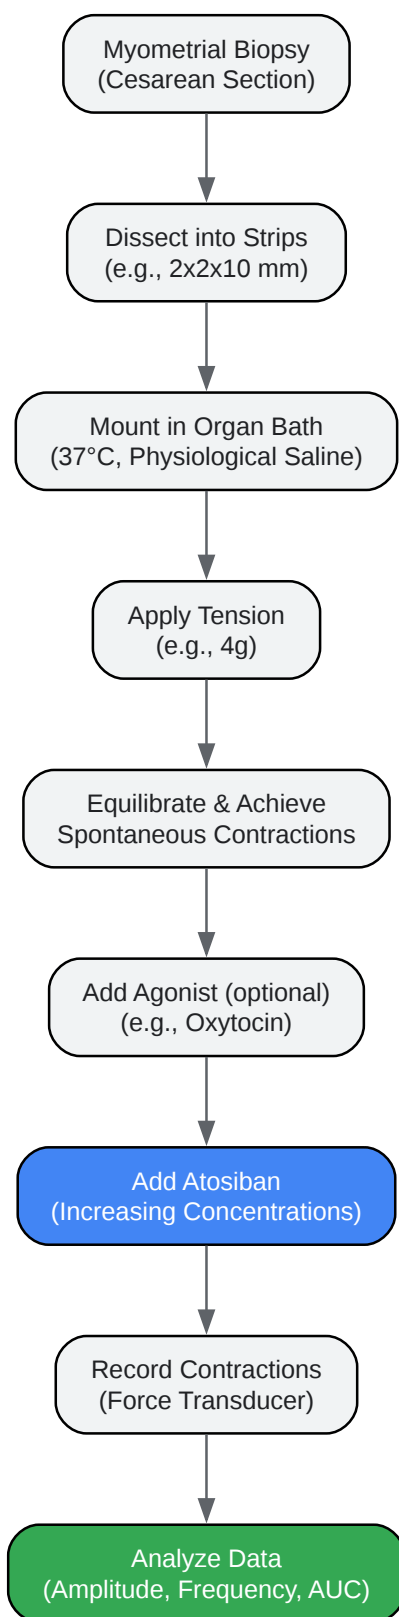 Myometrial Biopsy
(Cesarean Section)
Dissect into Strips
(e.g., 2x2x10 mm)
Mount in Organ Bath
(37°C, Physiological Saline)
Apply Tension
(e.g., 4g)
Equilibrate & Achieve
Spontaneous Contractions
Add Agonist (optional)
(e.g., Oxytocin)
Add Atosiban
(Increasing Concentrations)
Record Contractions
(Force Transducer)
Analyze Data
(Amplitude, Frequency, AUC)